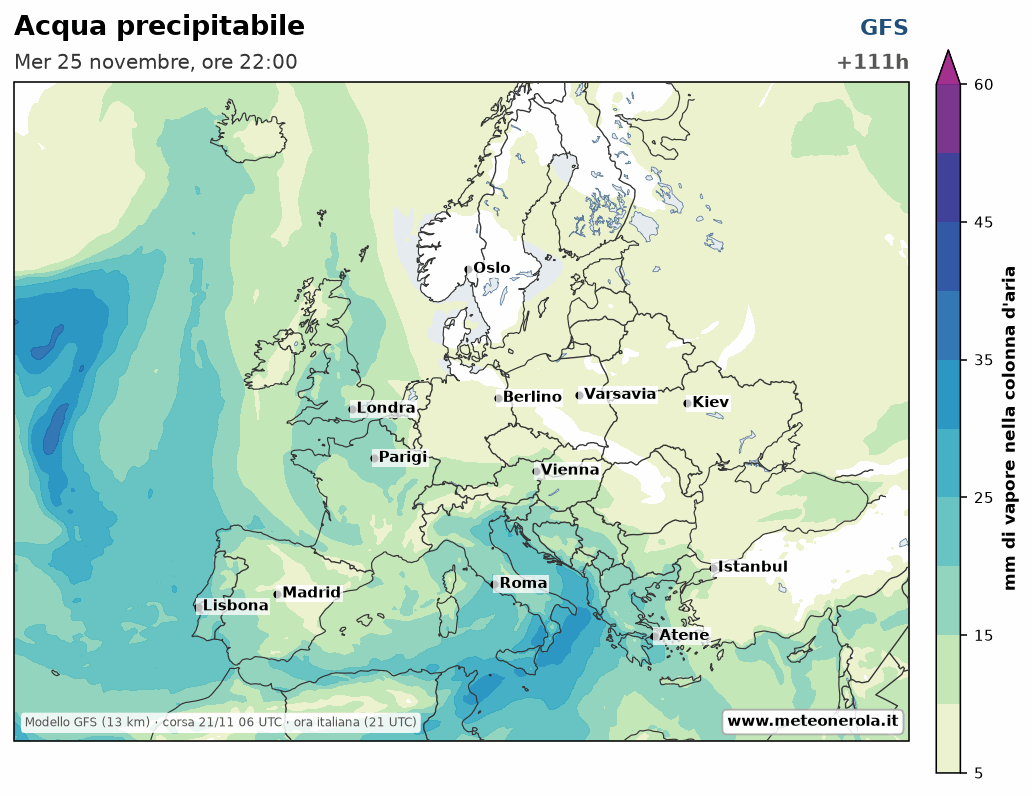 Acqua precipitabile
GFS
Mer 25 novembre, ore 22:00
+111h
60
45
35
25
15
5
mm di vapore nella colonna d'aria
Oslo
Berlino
Varsavia
Kiev
Londra
Parigi
Vienna
Istanbul
Roma
Madrid
Lisbona
Atene
Modello GFS (13 km) · corsa 21/11 06 UTC · ora italiana (21 UTC)
www.meteonerola.it